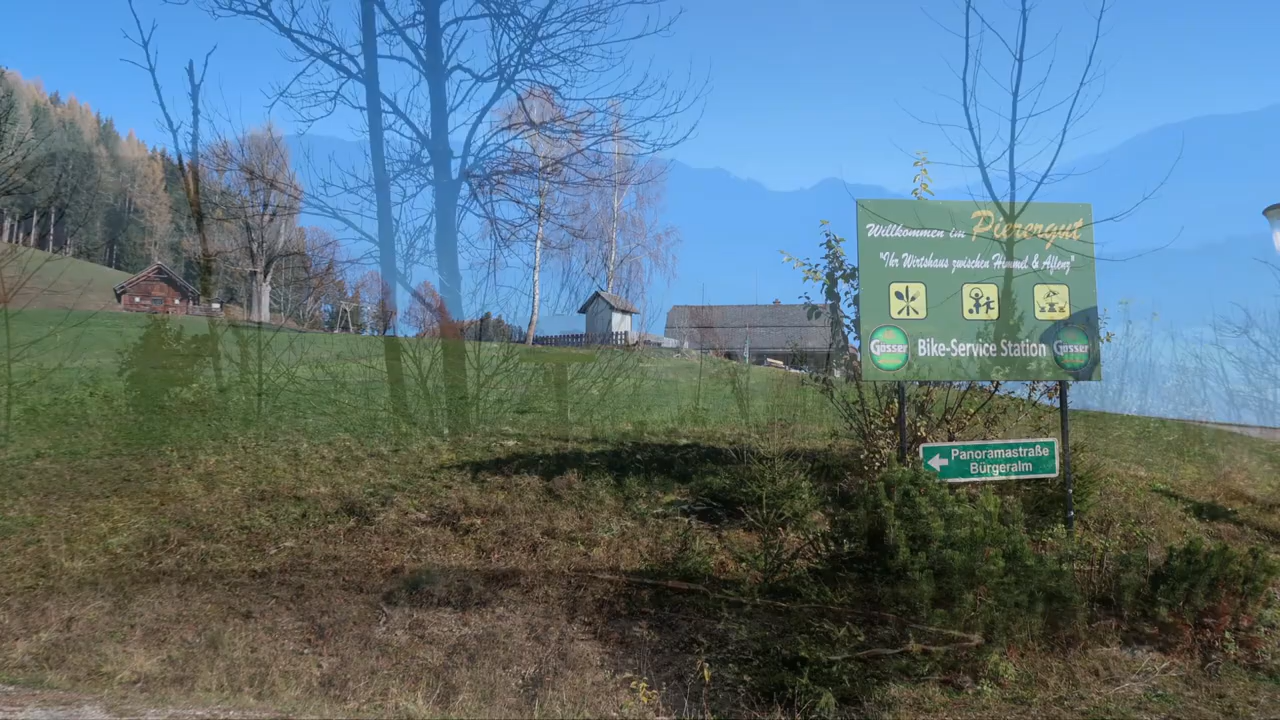 Willkommen im Pierergut
"Ihr Wirtshaus zwischen Himmel & Aflenz"
Gösser Bike-Service Station Gösser
Panoramastraße
Bürgeralm